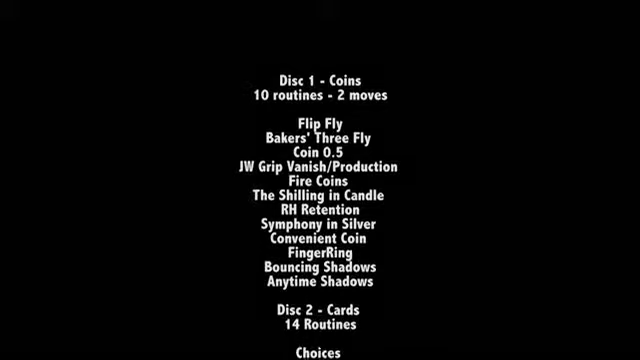 Disc 1 - Coins
10 routines - 2 moves
Flip Fly
Bakers' Three Fly
Coin 0.5
JW Grip Vanish/Production
Fire Coins
The Shilling in Candle
RH Retention
Symphony in Silver
Convenient Coin
FingerRing
Bouncing Shadows
Anytime Shadows
Disc 2 - Cards
14 Routines
Choices